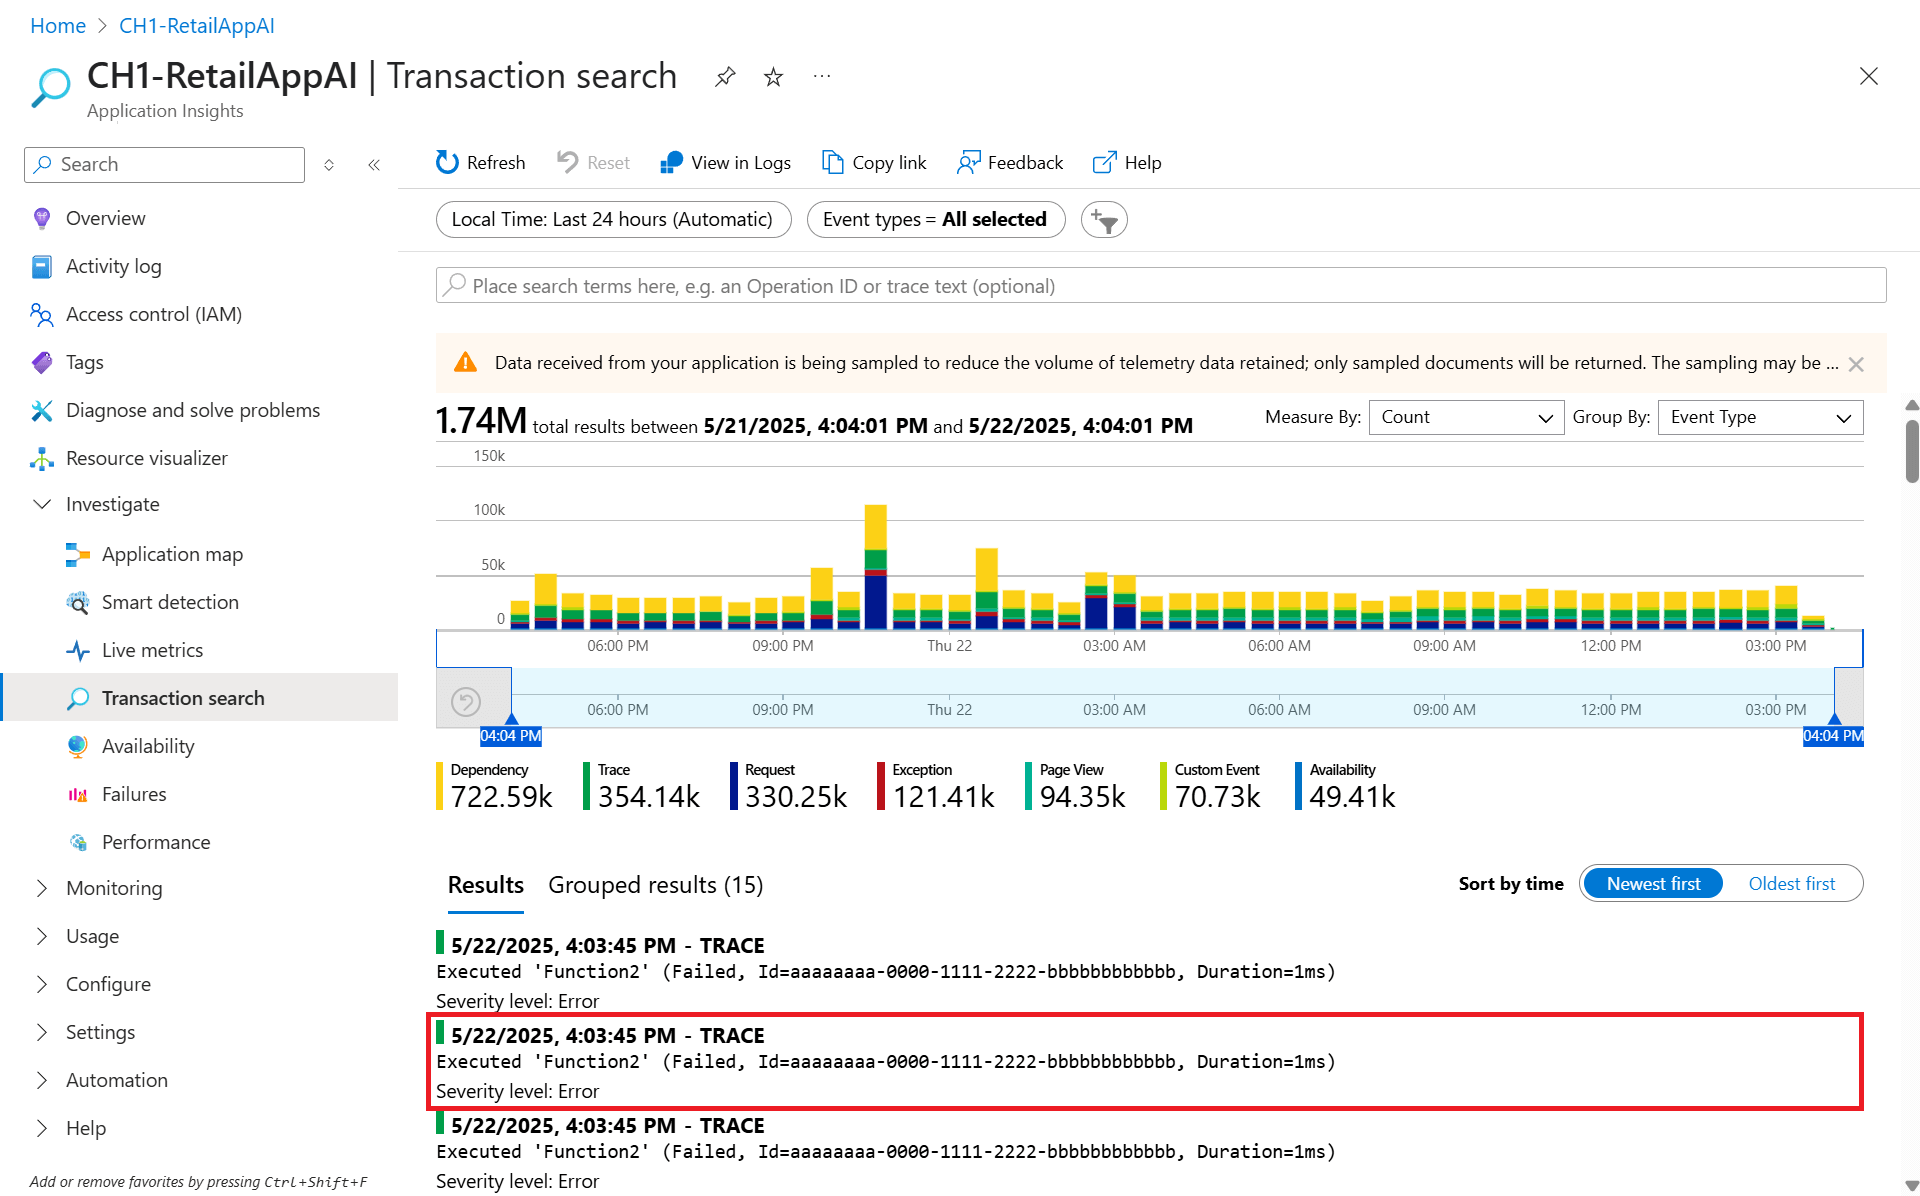 Home > CH1-RetailAppAI
CH1-RetailAppAI | Transaction search
Application Insights
Search
Overview
Activity log
Access control (IAM)
Tags
Diagnose and solve problems
Resource visualizer
Investigate
Application map
Smart detection
Live metrics
Transaction search
Availability
Failures
Performance
Monitoring
Usage
Configure
Settings
Automation
Help
Add or remove favorites by pressing Ctrl+Shift+F
Refresh Reset View in Logs Copy link Feedback Help
Local Time: Last 24 hours (Automatic) Event types = All selected
Place search terms here, e.g. an Operation ID or trace text (optional)
Data received from your application is being sampled to reduce the volume of telemetry data retained; only sampled documents will be returned. The sampling may be ...
1.74M total results between 5/21/2025, 4:04:01 PM and 5/22/2025, 4:04:01 PM
Measure By: Count Group By: Event Type
150k
100k
50k
0
06:00 PM 09:00 PM Thu 22 03:00 AM 06:00 AM 09:00 AM 12:00 PM 03:00 PM
06:00 PM 09:00 PM Thu 22 03:00 AM 06:00 AM 09:00 AM 12:00 PM 03:00 PM
04:04 PM 04:04 PM
Dependency Trace Request Exception Page View Custom Event Availability
722.59k 354.14k 330.25k 121.41k 94.35k 70.73k 49.41k
Results Grouped results (15)
Sort by time Newest first Oldest first
5/22/2025, 4:03:45 PM - TRACE
Executed 'Function2' (Failed, Id=aaaaaaaa-0000-1111-2222-bbbbbbbbbbbb, Duration=1ms)
Severity level: Error
5/22/2025, 4:03:45 PM - TRACE
Executed 'Function2' (Failed, Id=aaaaaaaa-0000-1111-2222-bbbbbbbbbbbb, Duration=1ms)
Severity level: Error
5/22/2025, 4:03:45 PM - TRACE
Executed 'Function2' (Failed, Id=aaaaaaaa-0000-1111-2222-bbbbbbbbbbbb, Duration=1ms)
Severity level: Error